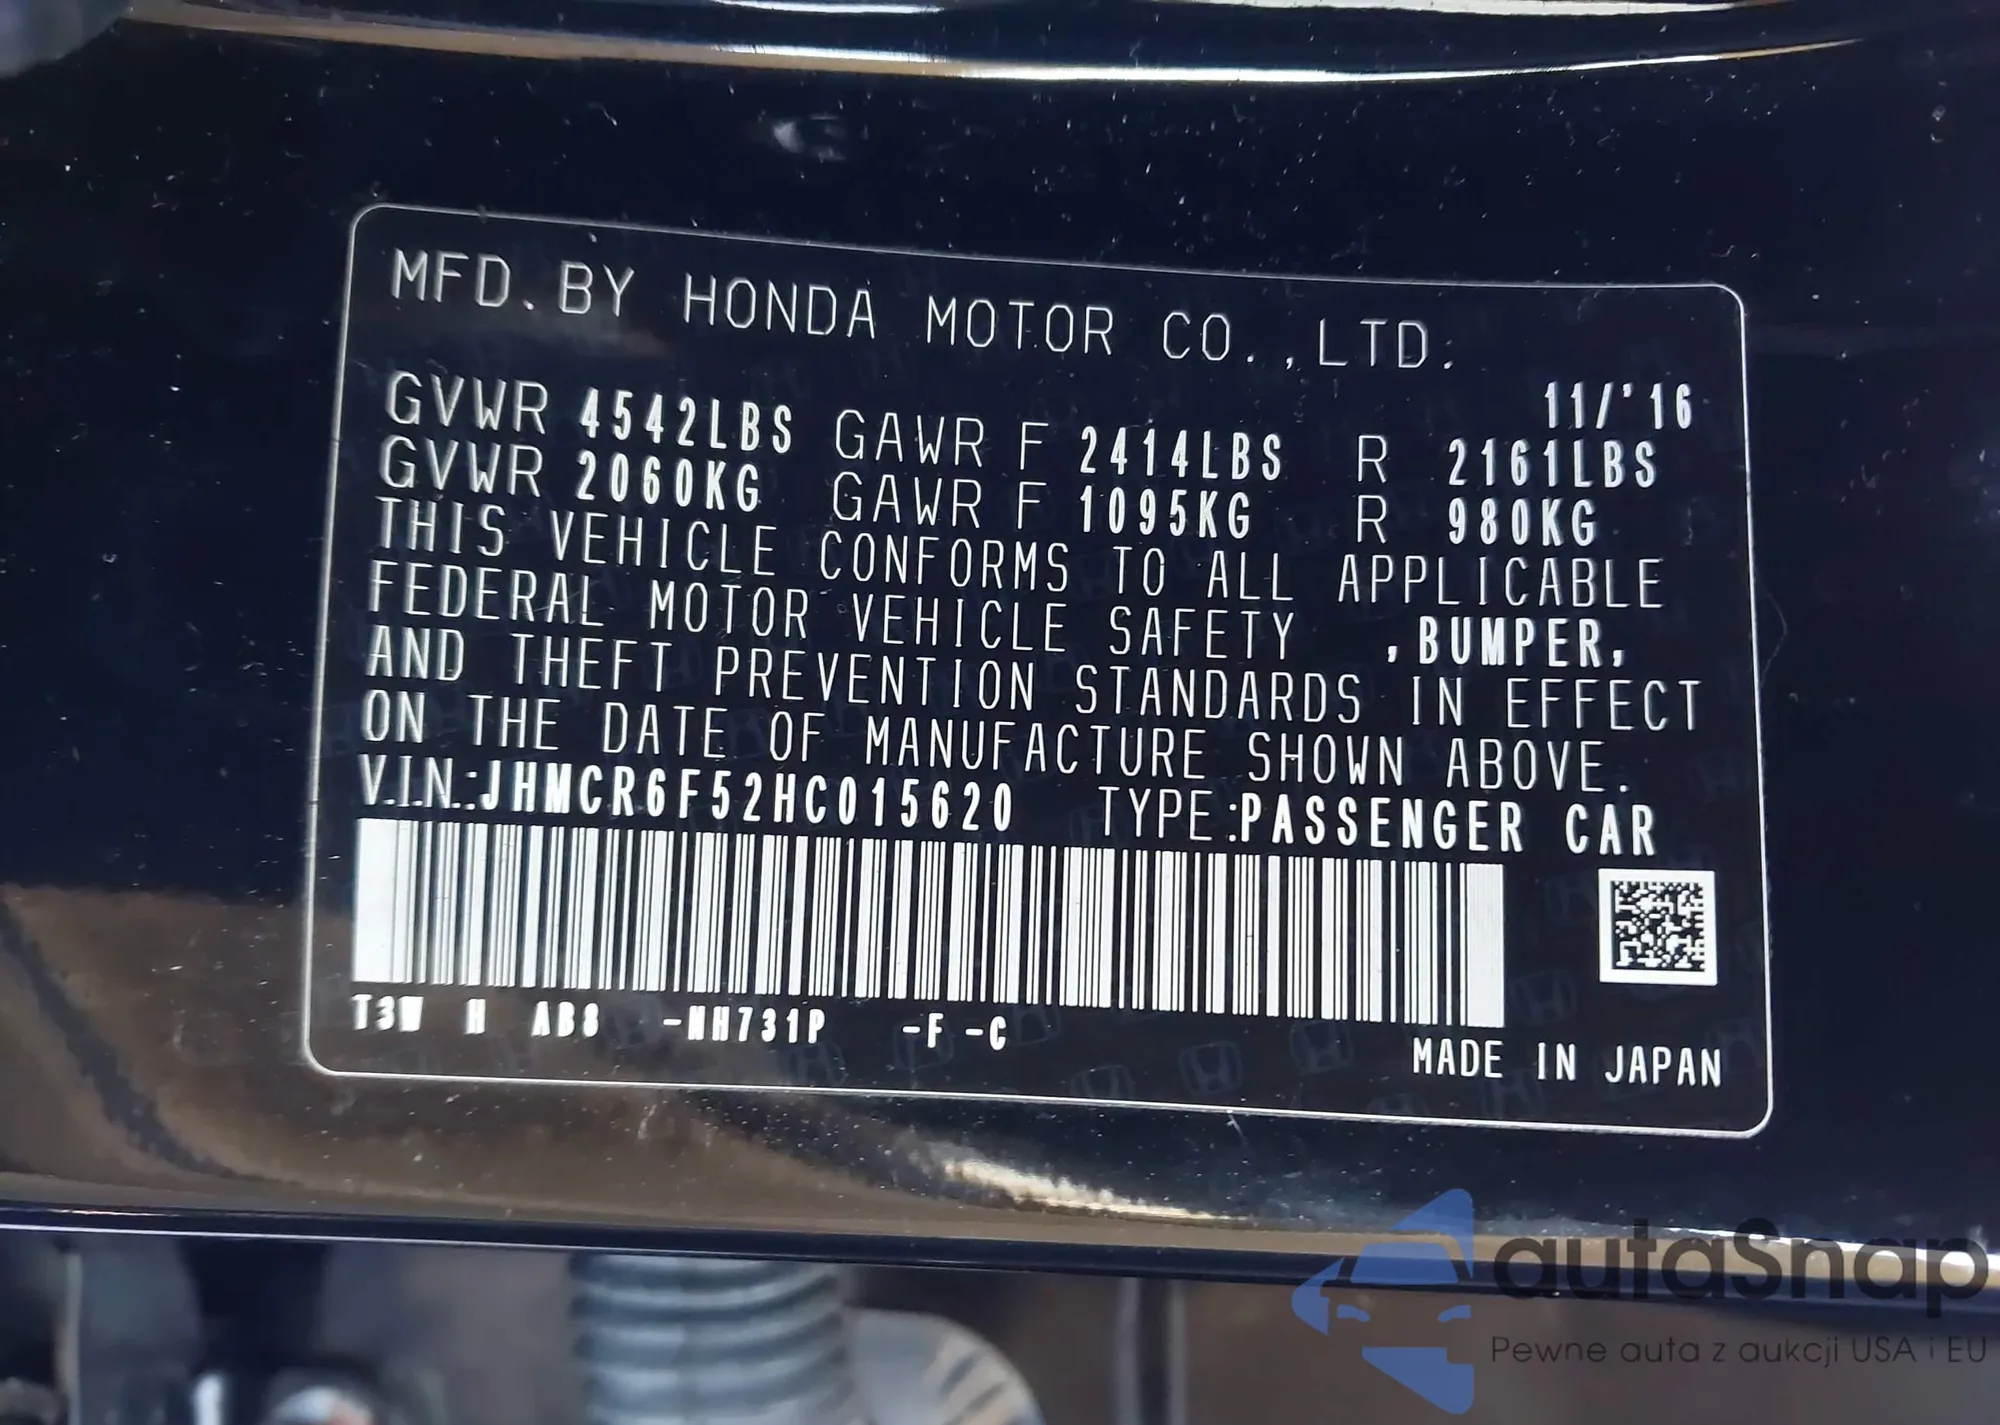 MFD. BY HONDA MOTOR CO., LTD.
11/'16
GVWR 4542LBS GAWR F 2414LBS R 2161LBS
GVWR 2060KG GAWR F 1095KG R 980KG
THIS VEHICLE CONFORMS TO ALL APPLICABLE
FEDERAL MOTOR VEHICLE SAFETY ,BUMPER,
AND THEFT PREVENTION STANDARDS IN EFFECT
ON THE DATE OF MANUFACTURE SHOWN ABOVE.
V.I.N.:JHMCR6F52HC015620 TYPE:PASSENGER CAR
T3W H AB8 -NH731P -F -C
MADE IN JAPAN
autaSnap
Pewne auta z aukcji USA i EU